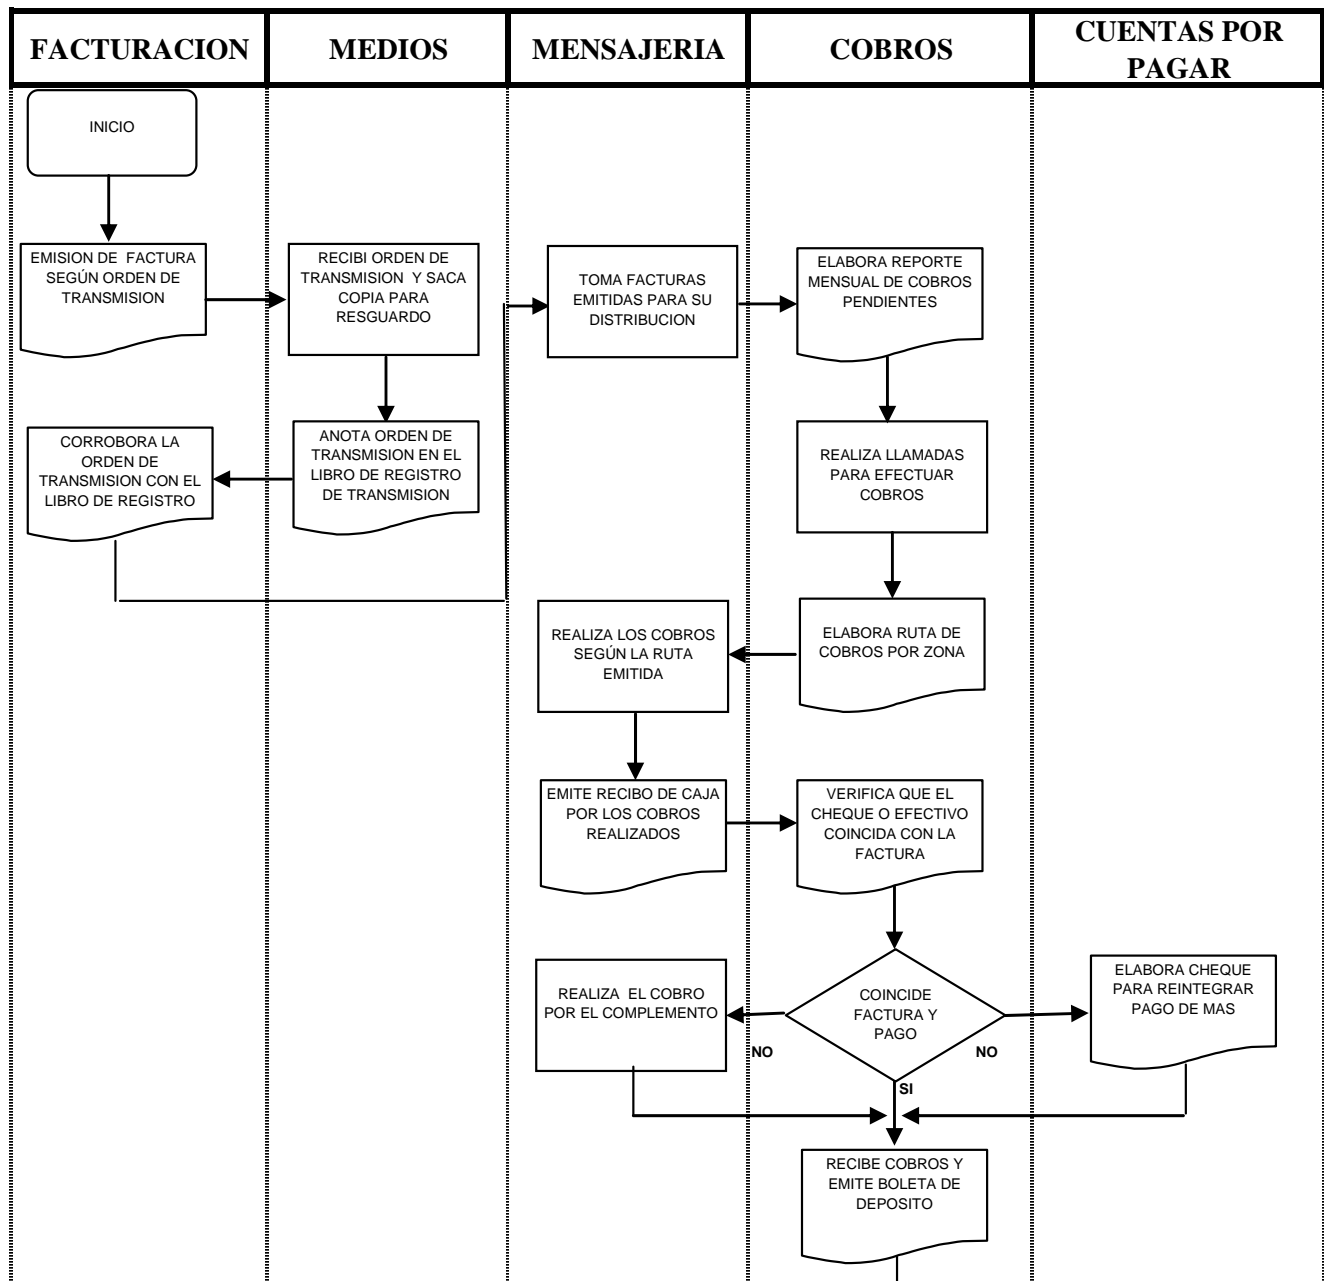 FACTURACION
MEDIOS
MENSAJERIA
COBROS
CUENTAS POR
PAGAR
INICIO
EMISION DE FACTURA
SEGÚN ORDEN DE
TRANSMISION
RECIBI ORDEN DE
TRANSMISION Y SACA
COPIA PARA
RESGUARDO
TOMA FACTURAS
EMITIDAS PARA SU
DISTRIBUCION
ELABORA REPORTE
MENSUAL DE COBROS
PENDIENTES
CORROBORA LA
ORDEN DE
TRANSMISION CON EL
LIBRO DE REGISTRO
ANOTA ORDEN DE
TRANSMISION EN EL
LIBRO DE REGISTRO
DE TRANSMISION
REALIZA LLAMADAS
PARA EFECTUAR
COBROS
REALIZA LOS COBROS
SEGÚN LA RUTA
EMITIDA
ELABORA RUTA DE
COBROS POR ZONA
EMITE RECIBO DE CAJA
POR LOS COBROS
REALIZADOS
VERIFICA QUE EL
CHEQUE O EFECTIVO
COINCIDA CON LA
FACTURA
REALIZA EL COBRO
POR EL COMPLEMENTO
COINCIDE
FACTURA Y
PAGO
ELABORA CHEQUE
PARA REINTEGRAR
PAGO DE MAS
NO
NO
SI
RECIBE COBROS Y
EMITE BOLETA DE
DEPOSITO